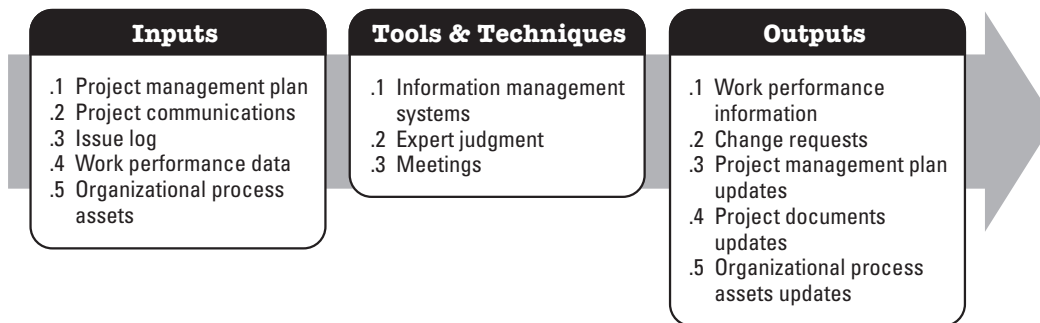 Inputs
.1 Project management plan
.2 Project communications
.3 Issue log
.4 Work performance data
.5 Organizational process
assets
Tools & Techniques
.1 Information management
systems
.2 Expert judgment
.3 Meetings
Outputs
.1 Work performance
information
.2 Change requests
.3 Project management plan
updates
.4 Project documents
updates
.5 Organizational process
assets updates